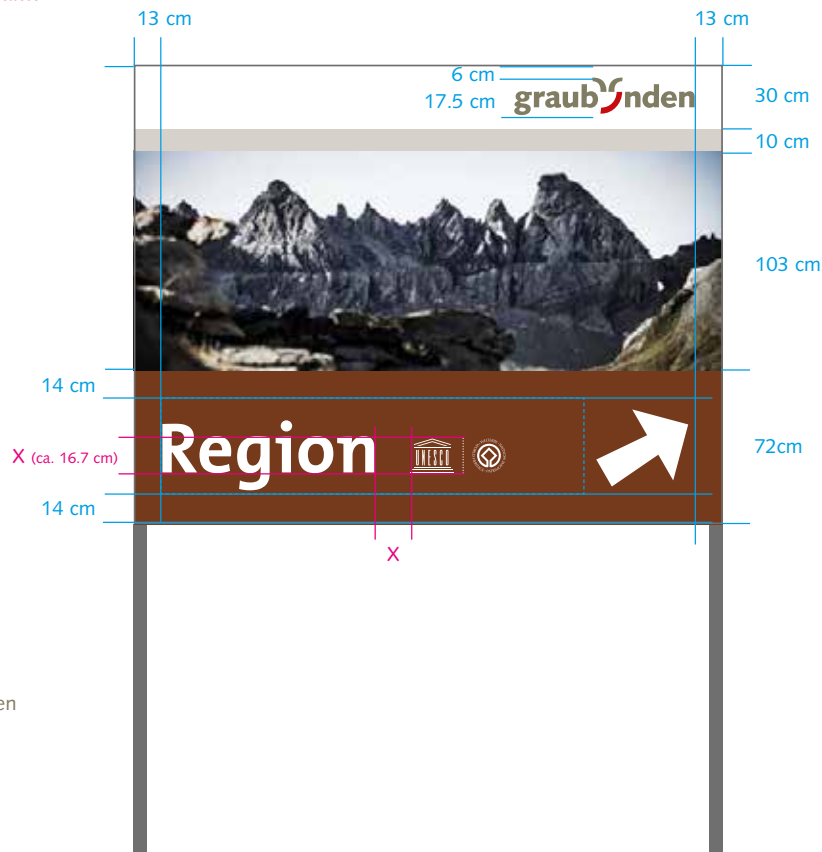 13 cm
13 cm
6 cm
17.5 cm
graubünden
30 cm
10 cm
103 cm
14 cm
X (ca. 16.7 cm)
Region
UNESCO
72cm
14 cm
X
en